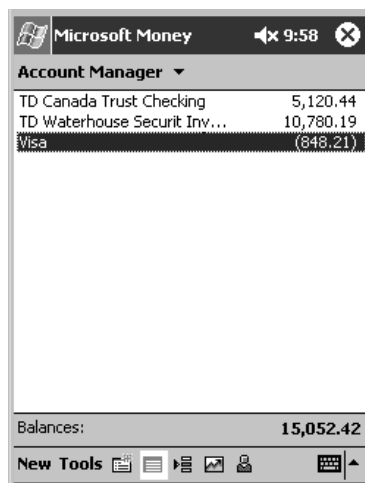 Microsoft Money 9:58
Account Manager
TD Canada Trust Checking 5,120.44
TD Waterhouse Securit Inv... 10,780.19
Visa (848.21)
Balances: 15,052.42
New Tools